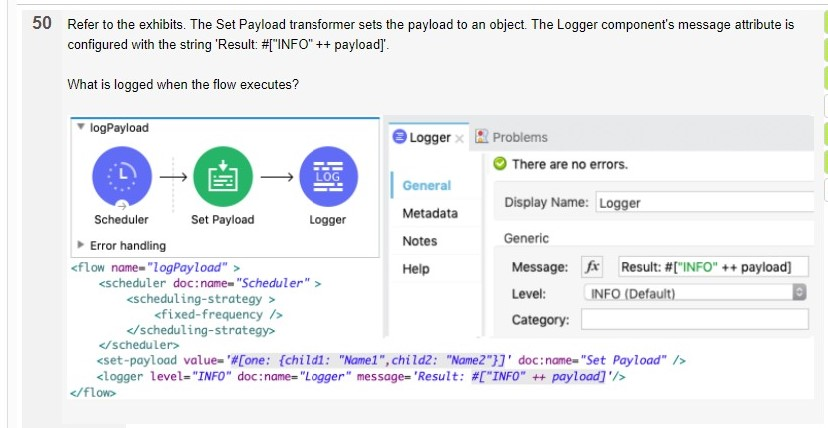 50 Refer to the exhibits. The Set Payload transformer sets the payload to an object. The Logger component's message attribute is
configured with the string 'Result: #["INFO" ++ payload]'.
What is logged when the flow executes?
logPayload
LOG
Scheduler Set Payload Logger
Error handling
<flow name="logPayload" >
<scheduler doc:name="Scheduler" >
<scheduling-strategy >
<fixed-frequency />
</scheduling-strategy>
</scheduler>
<set-payload value='#[one: {child1: "Name1",child2: "Name2"}]' doc:name="Set Payload" />
<logger level="INFO" doc:name="Logger" message='Result: #["INFO" ++ payload]'/>
</flow>
Logger Problems
There are no errors.
General
Metadata
Notes
Help
Display Name: Logger
Generic
Message: fx Result: #["INFO" ++ payload]
Level: INFO (Default)
Category: